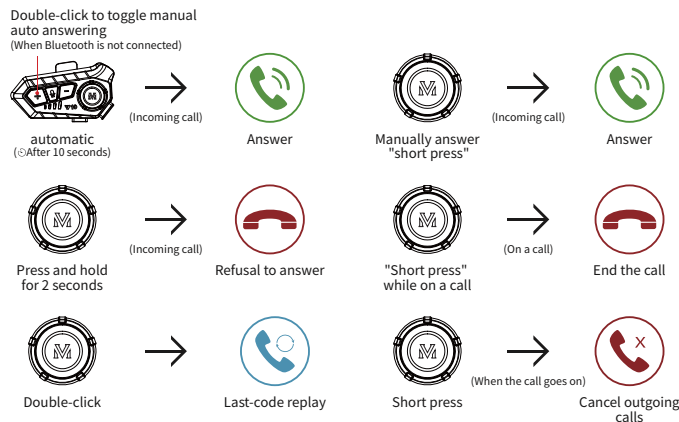 Double-click to toggle manual
auto answering
(When Bluetooth is not connected)
(Incoming call)
automatic
(⏲After 10 seconds)
Answer
(Incoming call)
Manually answer
"short press"
Answer
(Incoming call)
Press and hold
for 2 seconds
Refusal to answer
(On a call)
"Short press"
while on a call
End the call
Double-click
Last-code replay
(When the call goes on)
Short press
Cancel outgoing
calls